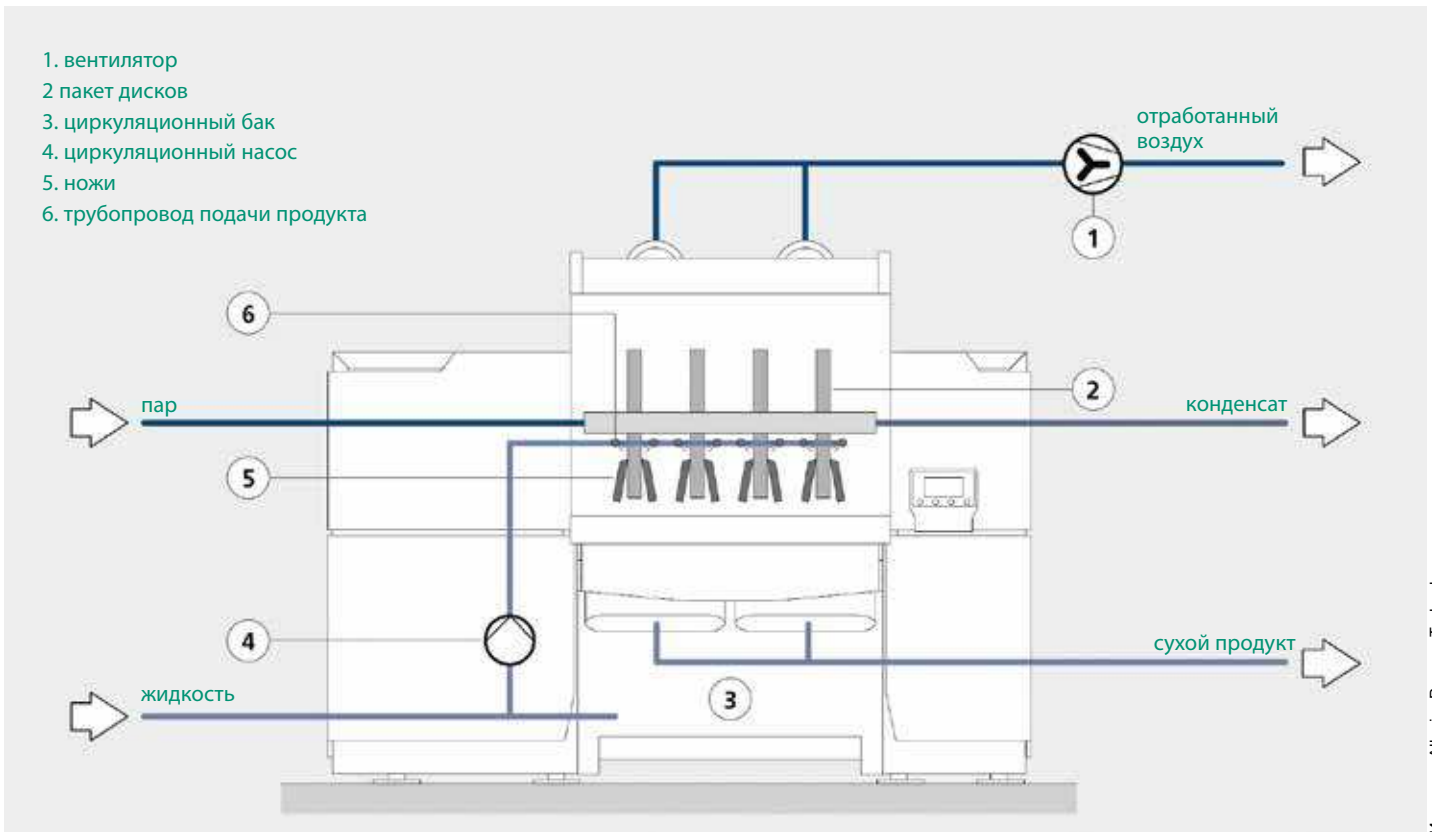 1. вентилятор
2 пакет дисков
3. циркуляционный бак
4. циркуляционный насос
5. ножи
6. трубопровод подачи продукта
отработанный
воздух
1
6
2
пар
конденсат
5
4
сухой продукт
жидкость
3